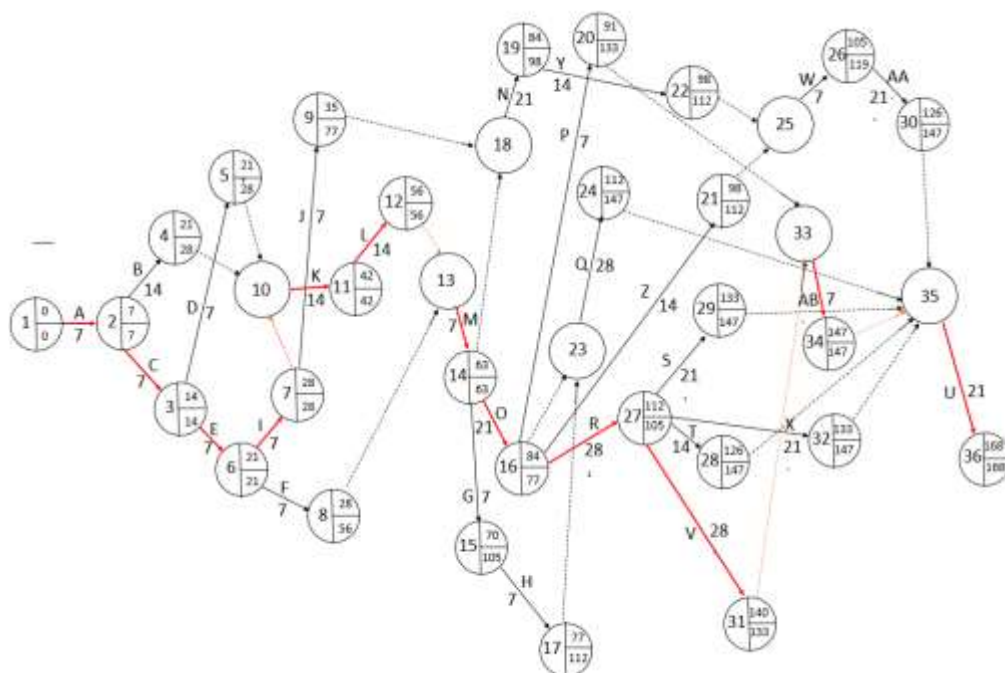 1 0 0
A 7
2 7 7
B 14
4 21 28
C 7
3 14 14
D 7
5 21 28
E 7
6 21 21
I 7
7 28 28
F 7
8 28 56
J 7
9 35 77
10
K 14
11 42 42
L 14
12 56 56
13
M 7
14 63 63
N 21
18
19 84 98
Y 14
22 98 112
P 7
20 91 133
O 21
16 84 77
G 7
15 70 105
H 7
17 77 112
Q 28
23
24 112 147
Z 14
21 98 112
25
W 7
26 105 119
AA 21
30 126 147
R 28
27 112 105
S 21
29 133 147
T 14
28 126 147
X 21
32 133 147
V 28
31 140 133
33
AB 7
34 147 147
35
U 21
36 168